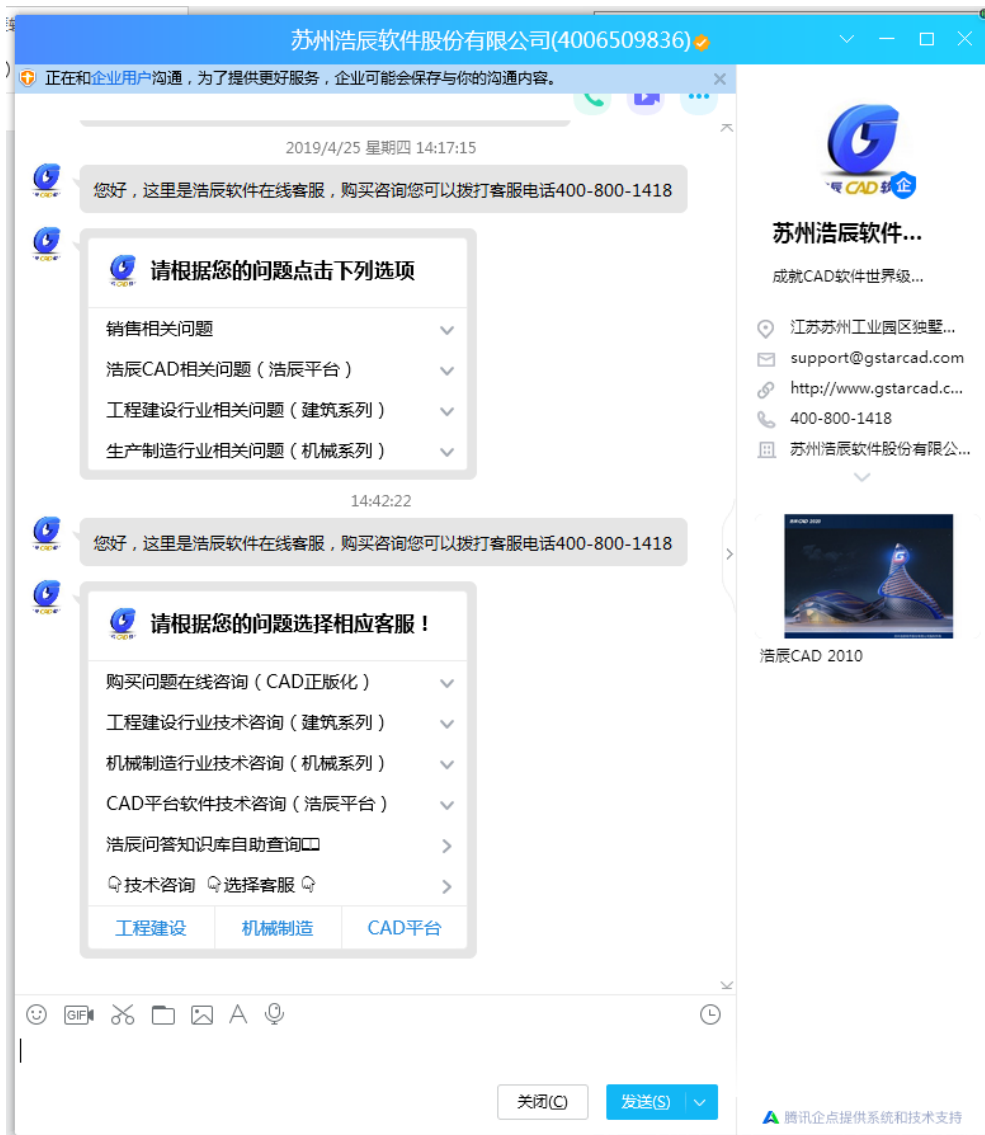 苏州浩辰软件股份有限公司(4006509836)
正在和企业用户沟通，为了提供更好服务，企业可能会保存与你的沟通内容。
2019/4/25 星期四 14:17:15
您好，这里是浩辰软件在线客服，购买咨询您可以拨打客服电话400-800-1418
请根据您的问题点击下列选项
销售相关问题
浩辰CAD相关问题（浩辰平台）
工程建设行业相关问题（建筑系列）
生产制造行业相关问题（机械系列）
14:42:22
您好，这里是浩辰软件在线客服，购买咨询您可以拨打客服电话400-800-1418
请根据您的问题选择相应客服！
购买问题在线咨询（CAD正版化）
工程建设行业技术咨询（建筑系列）
机械制造行业技术咨询（机械系列）
CAD平台软件技术咨询（浩辰平台）
浩辰问答知识库自助查询
技术咨询 选择客服
工程建设 机械制造 CAD平台
GIF
关闭(C) 发送(S)
CAD
企
苏州浩辰软件...
成就CAD软件世界级...
江苏苏州工业园区独墅...
support@gstarcad.com
http://www.gstarcad.c...
400-800-1418
苏州浩辰软件股份有限公...
浩辰CAD 2010
腾讯企点提供系统和技术支持